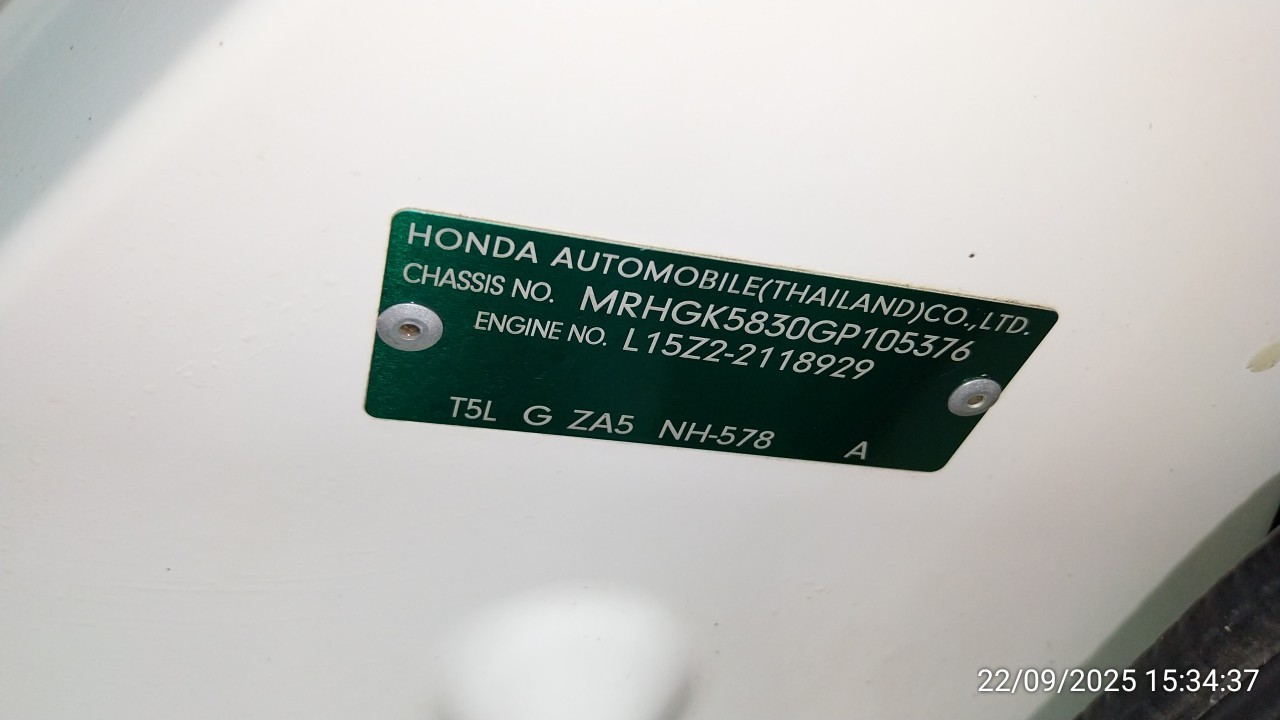 HONDA AUTOMOBILE(THAILAND)CO.,LTD.
CHASSIS NO. MRHGK5830GP105376
ENGINE NO. L15Z2-2118929
T5L G ZA5 NH-578 A
22/09/2025 15:34:37